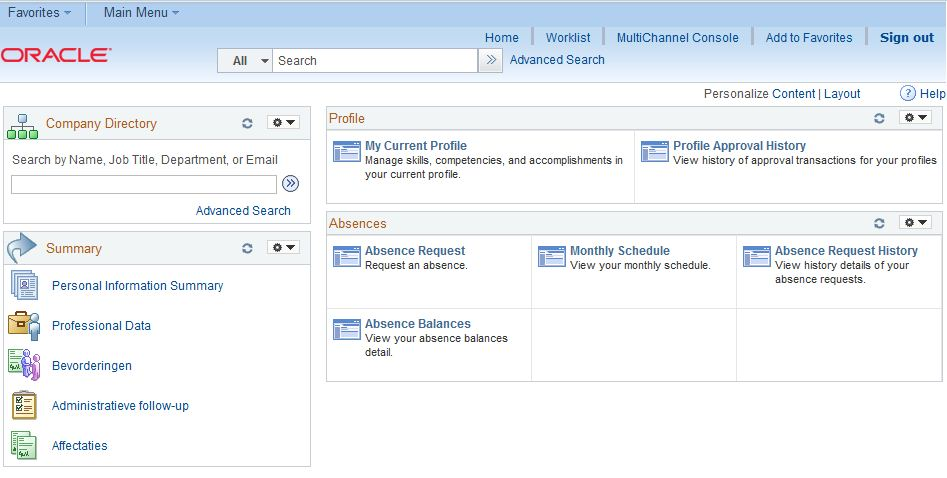 Favorites Main Menu
Home Worklist MultiChannel Console Add to Favorites Sign out
ORACLE
All Search Advanced Search
Personalize Content | Layout Help
Company Directory
Search by Name, Job Title, Department, or Email
Advanced Search
Summary
Personal Information Summary
Professional Data
Bevorderingen
Administratieve follow-up
Affectaties
Profile
My Current Profile
Manage skills, competencies, and accomplishments in
your current profile.
Profile Approval History
View history of approval transactions for your profiles
Absences
Absence Request
Request an absence.
Monthly Schedule
View your monthly schedule.
Absence Request History
View history details of your
absence requests.
Absence Balances
View your absence balances
detail.